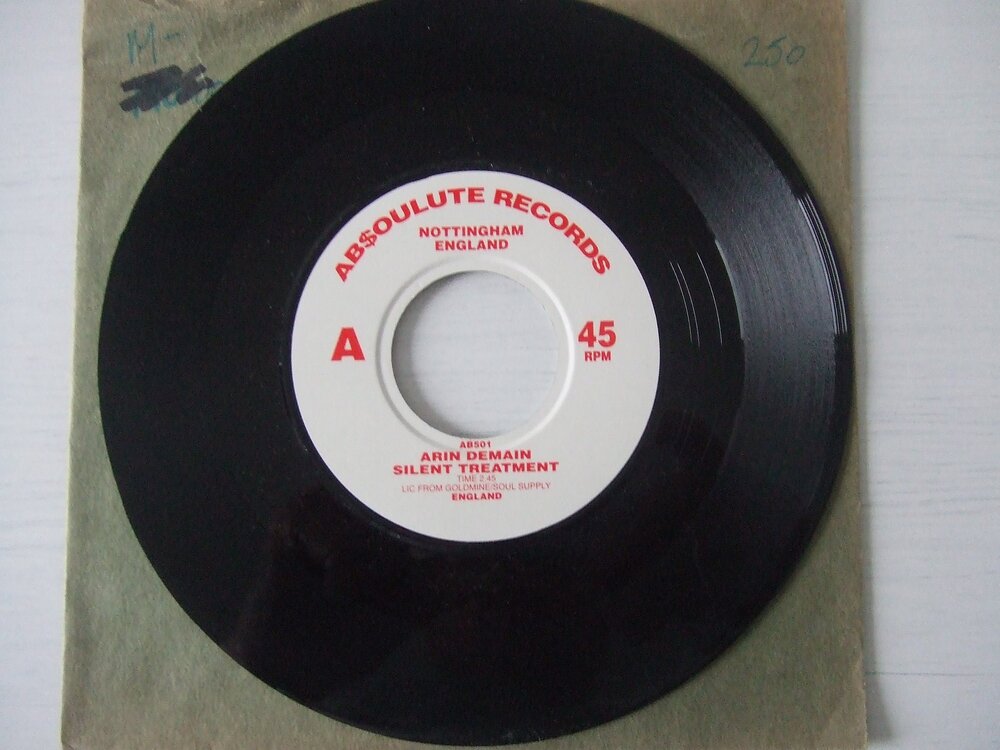 M-
250
AB$OULUTE RECORDS
NOTTINGHAM
ENGLAND
A
45
RPM
ABS01
ARIN DEMAIN
SILENT TREATMENT
TIME 2:45
LIC FROM GOLDMINE/SOUL SUPPLY
ENGLAND